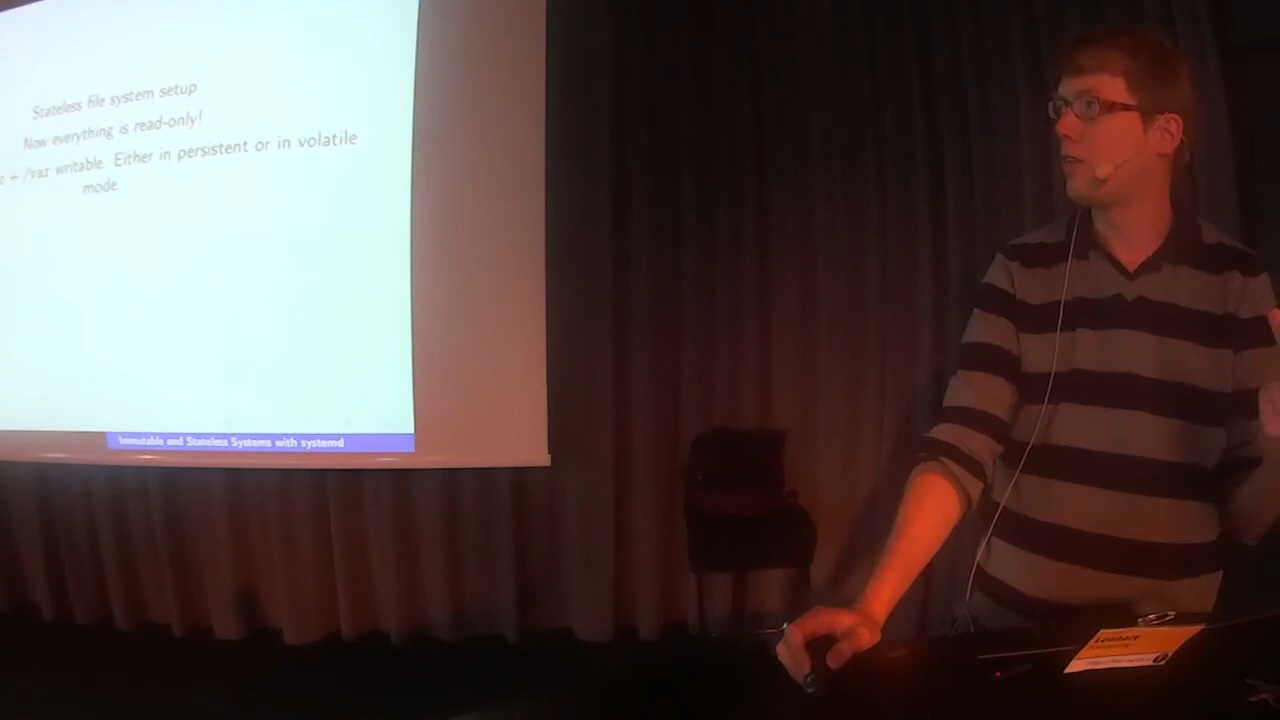 Stateless file system setup
Now everything is read-only!
c + /var writable. Either in persistent or in volatile
mode.
Immutable and Stateless Systems with systemd
Lennart